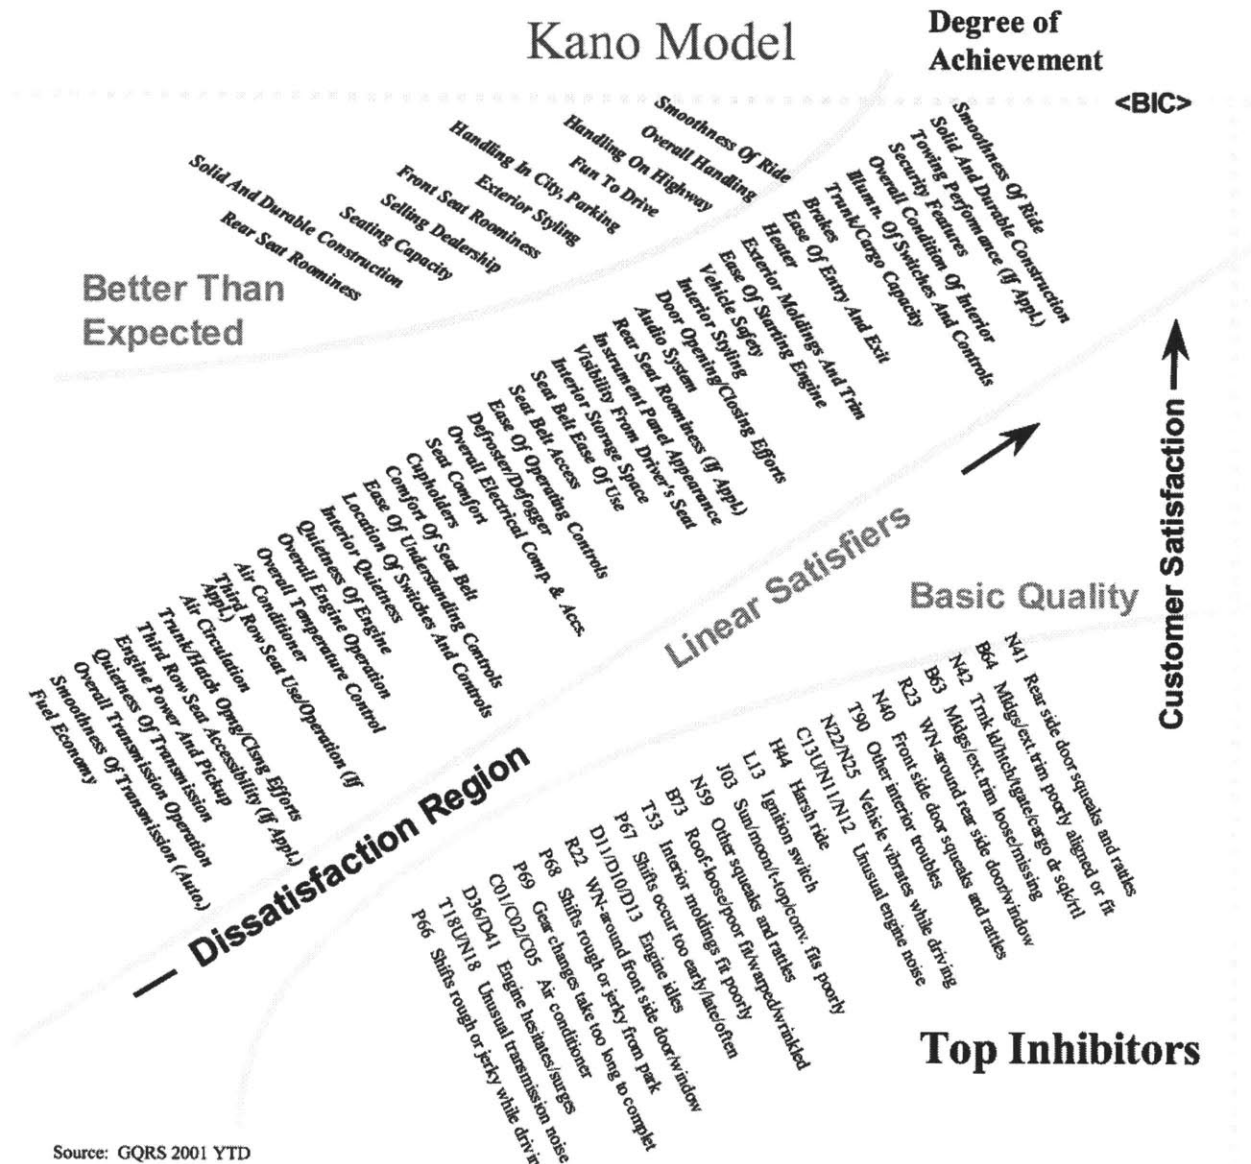 Kano Model
Degree of
Achievement
<BIC>
Solid And Durable Construction
Rear Seat Roominess
Seating Capacity
Selling Dealership
Front Seat Roominess
Exterior Styling
Handling In City, Parking
Fun To Drive
Handling On Highway
Overall Handling
Smoothness Of Ride
Better Than
Expected
Fuel Economy
Smoothness Of Transmission (Auto.)
Overall Transmission Operation
Quietness Of Transmission
Engine Power And Pickup
Third Row Seat Accessibility (If Appl.)
Trunk/Hatch Opng/Clsng Efforts
Air Circulation
Third Row Seat Use/Operation (If
Appl.)
Air Conditioner
Overall Temperature Control
Overall Engine Operation
Quietness Of Engine
Interior Quietness
Location Of Switches And Controls
Ease Of Understanding Controls
Comfort Of Seat Belt
Cupholders
Seat Comfort
Overall Electrical Comp. & Accs.
Defroster/Defogger
Ease Of Operating Controls
Seat Belt Access
Seat Belt Ease Of Use
Interior Storage Space
Visibility From Driver's Seat
Instrument Panel Appearance
Rear Seat Roominess (If Appl.)
Audio System
Door Opening/Closing Efforts
Interior Styling
Vehicle Safety
Ease Of Starting Engine
Exterior Moldings And Trim
Heater
Ease Of Entry And Exit
Brakes
Trunk/Cargo Capacity
Illumn. Of Switches And Controls
Overall Condition Of Interior
Security Features
Towing Performance (If Appl.)
Solid And Durable Construction
Smoothness Of Ride
Customer Satisfaction
Linear Satisfiers
Basic Quality
Dissatisfaction Region
P66 Shifts rough or jerky while
T18U/N18 Unusual transmission noise
D36/D41 Engine hesitates/surges
C01/C02/C05 Air conditioner
P69 Gear changes take too long to complet
P68 Shifts rough or jerky from park
R22 WN-around front side door/window
D11/D10/D13 Engine idles
P67 Shifts occur too early/late/often
T53 Interior moldings fit poorly
B73 Roof-loose/poor fit/warped/wrinkled
N59 Other squeaks and rattles
J03 Sun/moon/t-top/conv. fits poorly
L13 Ignition switch
H44 Harsh ride
C13U/N11/N12 Unusual engine noise
N22/N25 Vehicle vibrates while driving
T90 Other interior troubles
N40 Front side door squeaks and rattles
R23 WN-around rear side door/window
B63 Mldgs/ext.trim loose/missing
N42 Trnk ld/htch/tgate/cargo dr sqk/rtl
B64 Mldgs/ext.trim poorly aligned or fit
N41 Rear side door squeaks and rattles
Top Inhibitors
Source: GQRS 2001 YTD